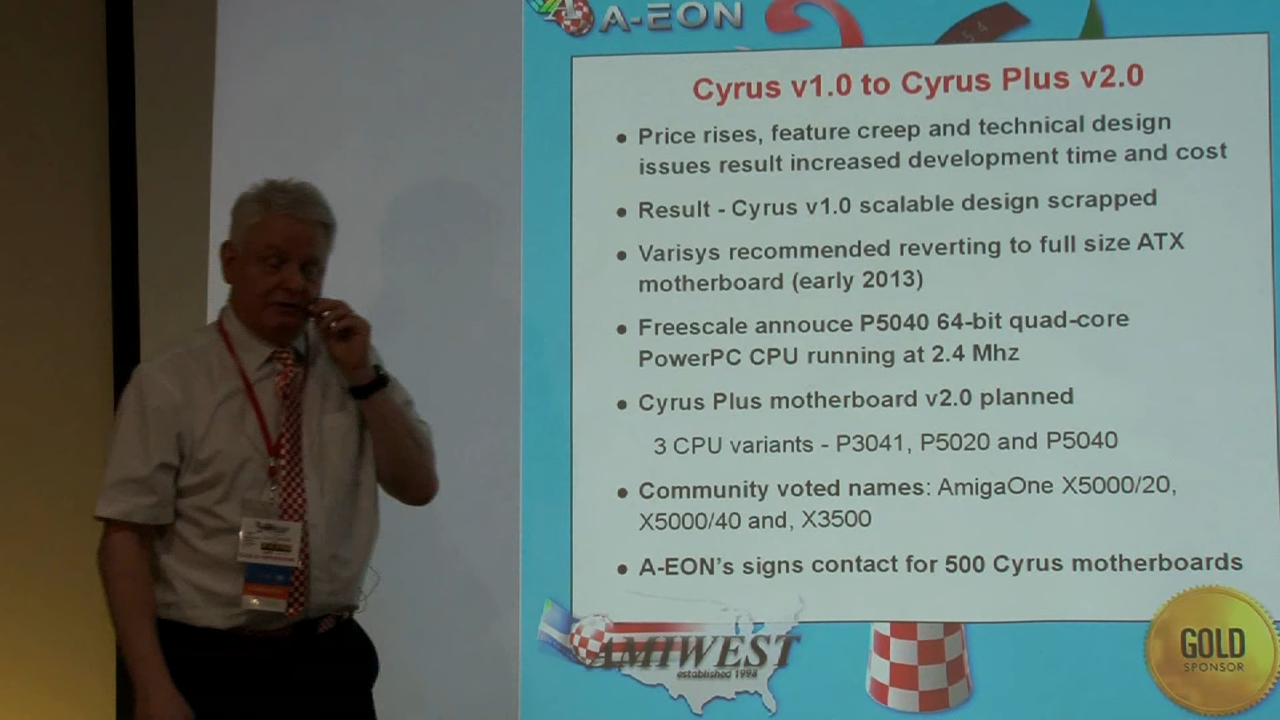 A-EON
Cyrus v1.0 to Cyrus Plus v2.0
• Price rises, feature creep and technical design
issues result increased development time and cost
• Result - Cyrus v1.0 scalable design scrapped
• Varisys recommended reverting to full size ATX
motherboard (early 2013)
• Freescale annouce P5040 64-bit quad-core
PowerPC CPU running at 2.4 Mhz
• Cyrus Plus motherboard v2.0 planned
3 CPU variants - P3041, P5020 and P5040
• Community voted names: AmigaOne X5000/20,
X5000/40 and, X3500
• A-EON's signs contact for 500 Cyrus motherboards
AMIWEST
established 1998
GOLD
SPONSOR